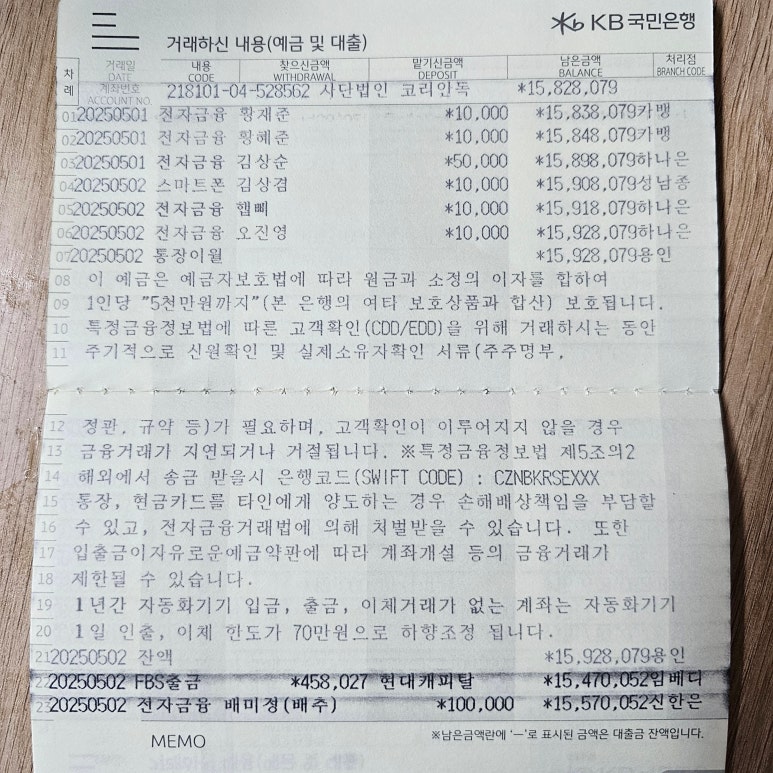 KB 국민은행
거래하신 내용(예금 및 대출)
차례 거래일 DATE 내용 CODE 찾으신금액 WITHDRAWAL 맡기신금액 DEPOSIT 남은금액 BALANCE 처리점 BRANCH CODE
계좌번호 ACCOUNT NO. 218101-04-528562 사단법인 코리안독 *15,828,079
01 20250501 전자금융 황재준 *10,000 *15,838,079카뱅
02 20250501 전자금융 황혜준 *10,000 *15,848,079카뱅
03 20250501 전자금융 김상순 *50,000 *15,898,079하나은
04 20250502 스마트폰 김상겸 *10,000 *15,908,079성남종
05 20250502 전자금융 햅삐 *10,000 *15,918,079하나은
06 20250502 전자금융 오진영 *10,000 *15,928,079하나은
07 20250502 통장이월 *15,928,079용인
08 이 예금은 예금자보호법에 따라 원금과 소정의 이자를 합하여
09 1인당 "5천만원까지"(본 은행의 여타 보호상품과 합산) 보호됩니다.
10 특정금융정보법에 따른 고객확인(CDD/EDD)을 위해 거래하시는 동안
11 주기적으로 신원확인 및 실제소유자확인 서류(주주명부,
12 정관, 규약 등)가 필요하며, 고객확인이 이루어지지 않을 경우
13 금융거래가 지연되거나 거절됩니다. ※특정금융정보법 제5조의2
14 해외에서 송금 받을시 은행코드(SWIFT CODE) : CZNBKRSEXXX
15 통장, 현금카드를 타인에게 양도하는 경우 손해배상책임을 부담할
16 수 있고, 전자금융거래법에 의해 처벌받을 수 있습니다. 또한
17 입출금이자유로운예금약관에 따라 계좌개설 등의 금융거래가
18 제한될 수 있습니다.
19 1년간 자동화기기 입금, 출금, 이체거래가 없는 계좌는 자동화기기
20 1일 인출, 이체 한도가 70만원으로 하향조정 됩니다.
21 20250502 잔액 *15,928,079용인
22 20250502 FBS출금 *458,027 현대캐피탈 *15,470,052업베디
23 20250502 전자금융 배미정(배추) *100,000 *15,570,052신한은
MEMO ※남은금액란에 '-'로 표시된 금액은 대출금 잔액입니다.